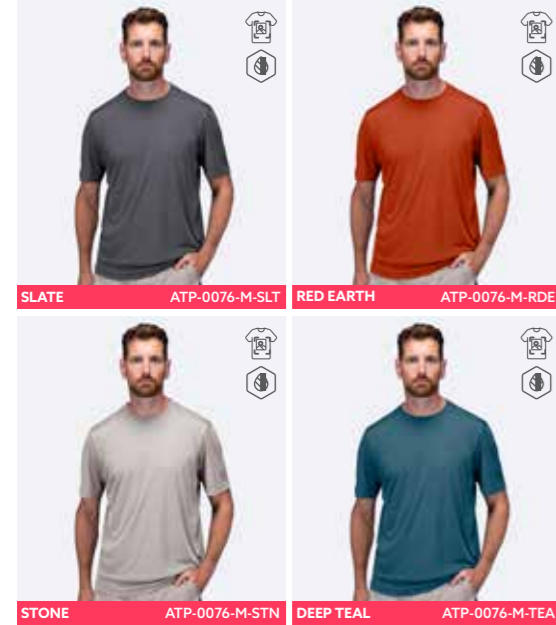 SLATE ATP-0076-M-SLT
RED EARTH ATP-0076-M-RDE
STONE ATP-0076-M-STN
DEEP TEAL ATP-0076-M-TEA